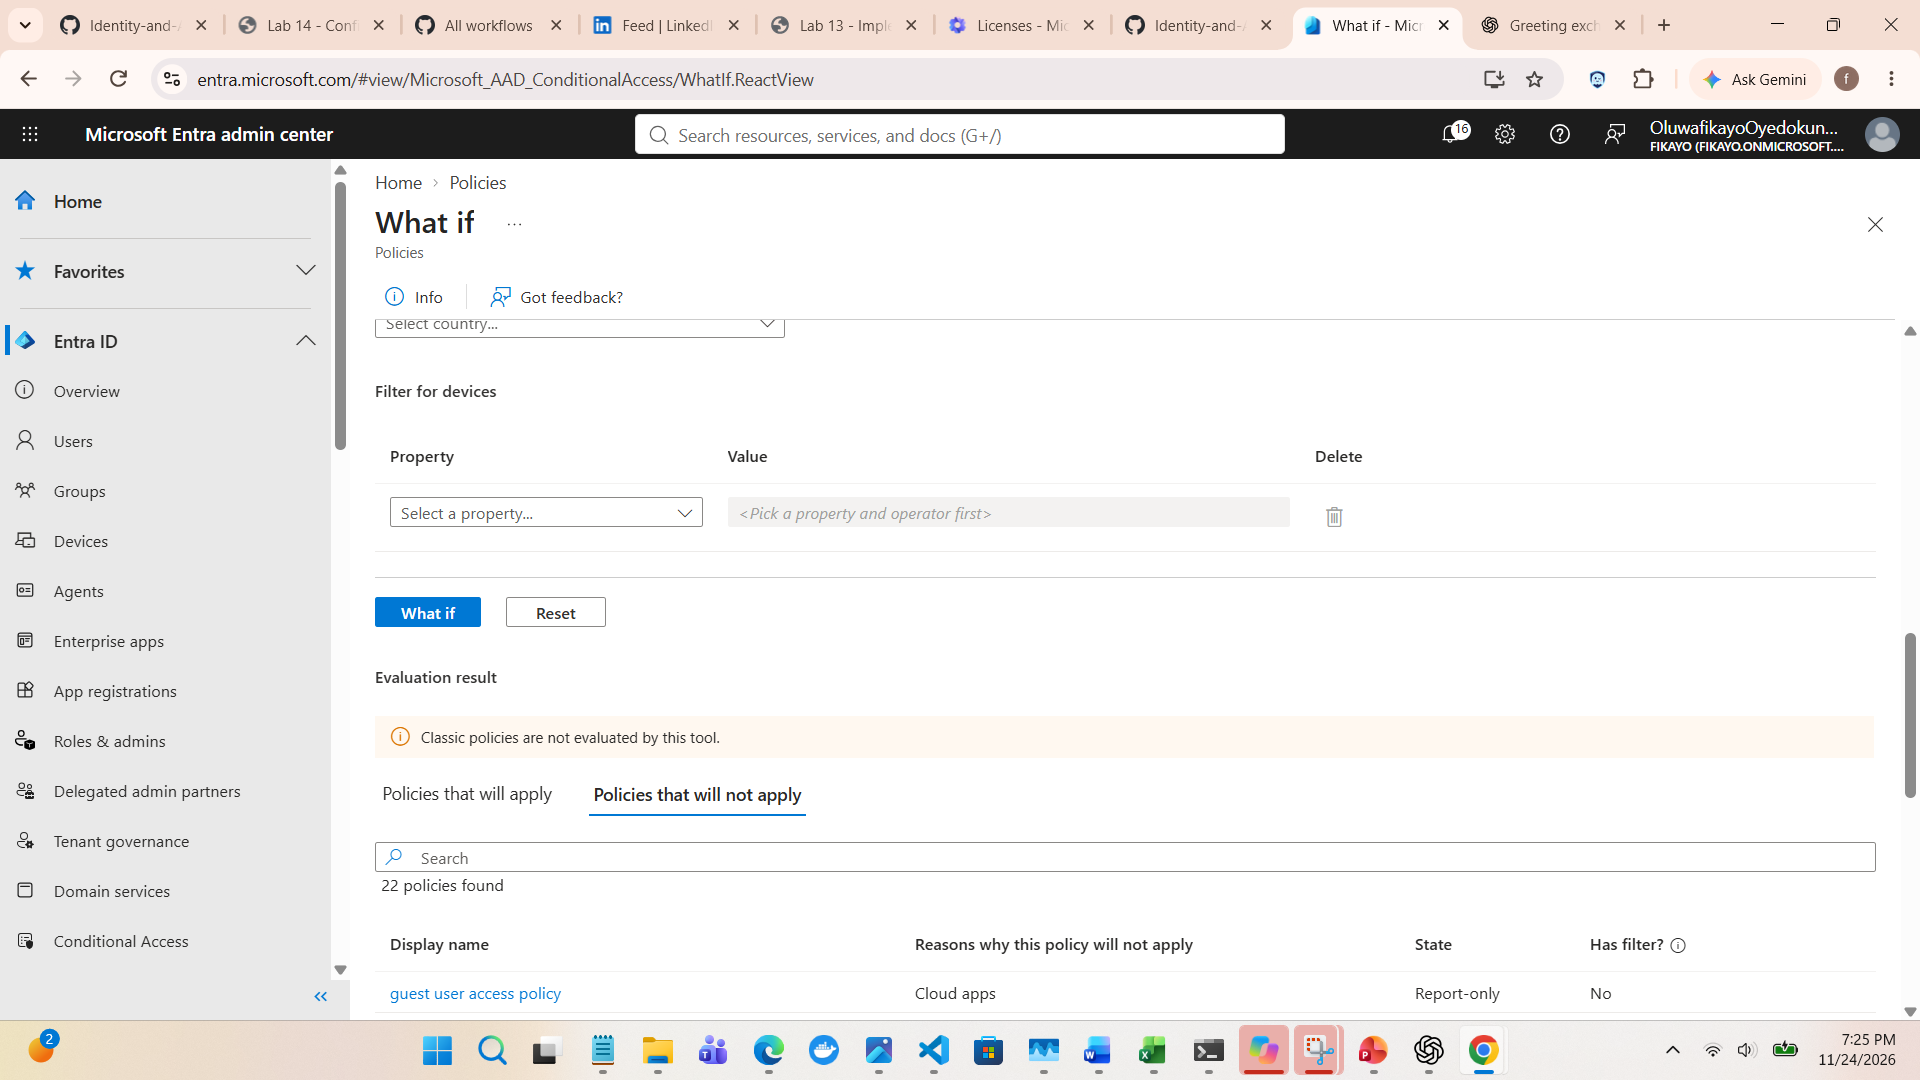 Identity-and-A
Lab 14 - Conf
All workflows
Feed | LinkedI
Lab 13 - Imple
Licenses - Mic
Identity-and-A
What if - Micr
Greeting exch
entra.microsoft.com/#view/Microsoft_AAD_ConditionalAccess/WhatIf.ReactView
Ask Gemini
f
Microsoft Entra admin center
Search resources, services, and docs (G+/)
16
OluwafikayoOyedokun...
FIKAYO (FIKAYO.ONMICROSOFT....
Home
Favorites
Entra ID
Overview
Users
Groups
Devices
Agents
Enterprise apps
App registrations
Roles & admins
Delegated admin partners
Tenant governance
Domain services
Conditional Access
Home > Policies
What if ...
Policies
Info
Got feedback?
Select country...
Filter for devices
Property Value Delete
Select a property... <Pick a property and operator first>
What if Reset
Evaluation result
Classic policies are not evaluated by this tool.
Policies that will apply Policies that will not apply
Search
22 policies found
Display name Reasons why this policy will not apply State Has filter?
guest user access policy Cloud apps Report-only No
2
7:25 PM
11/24/2026